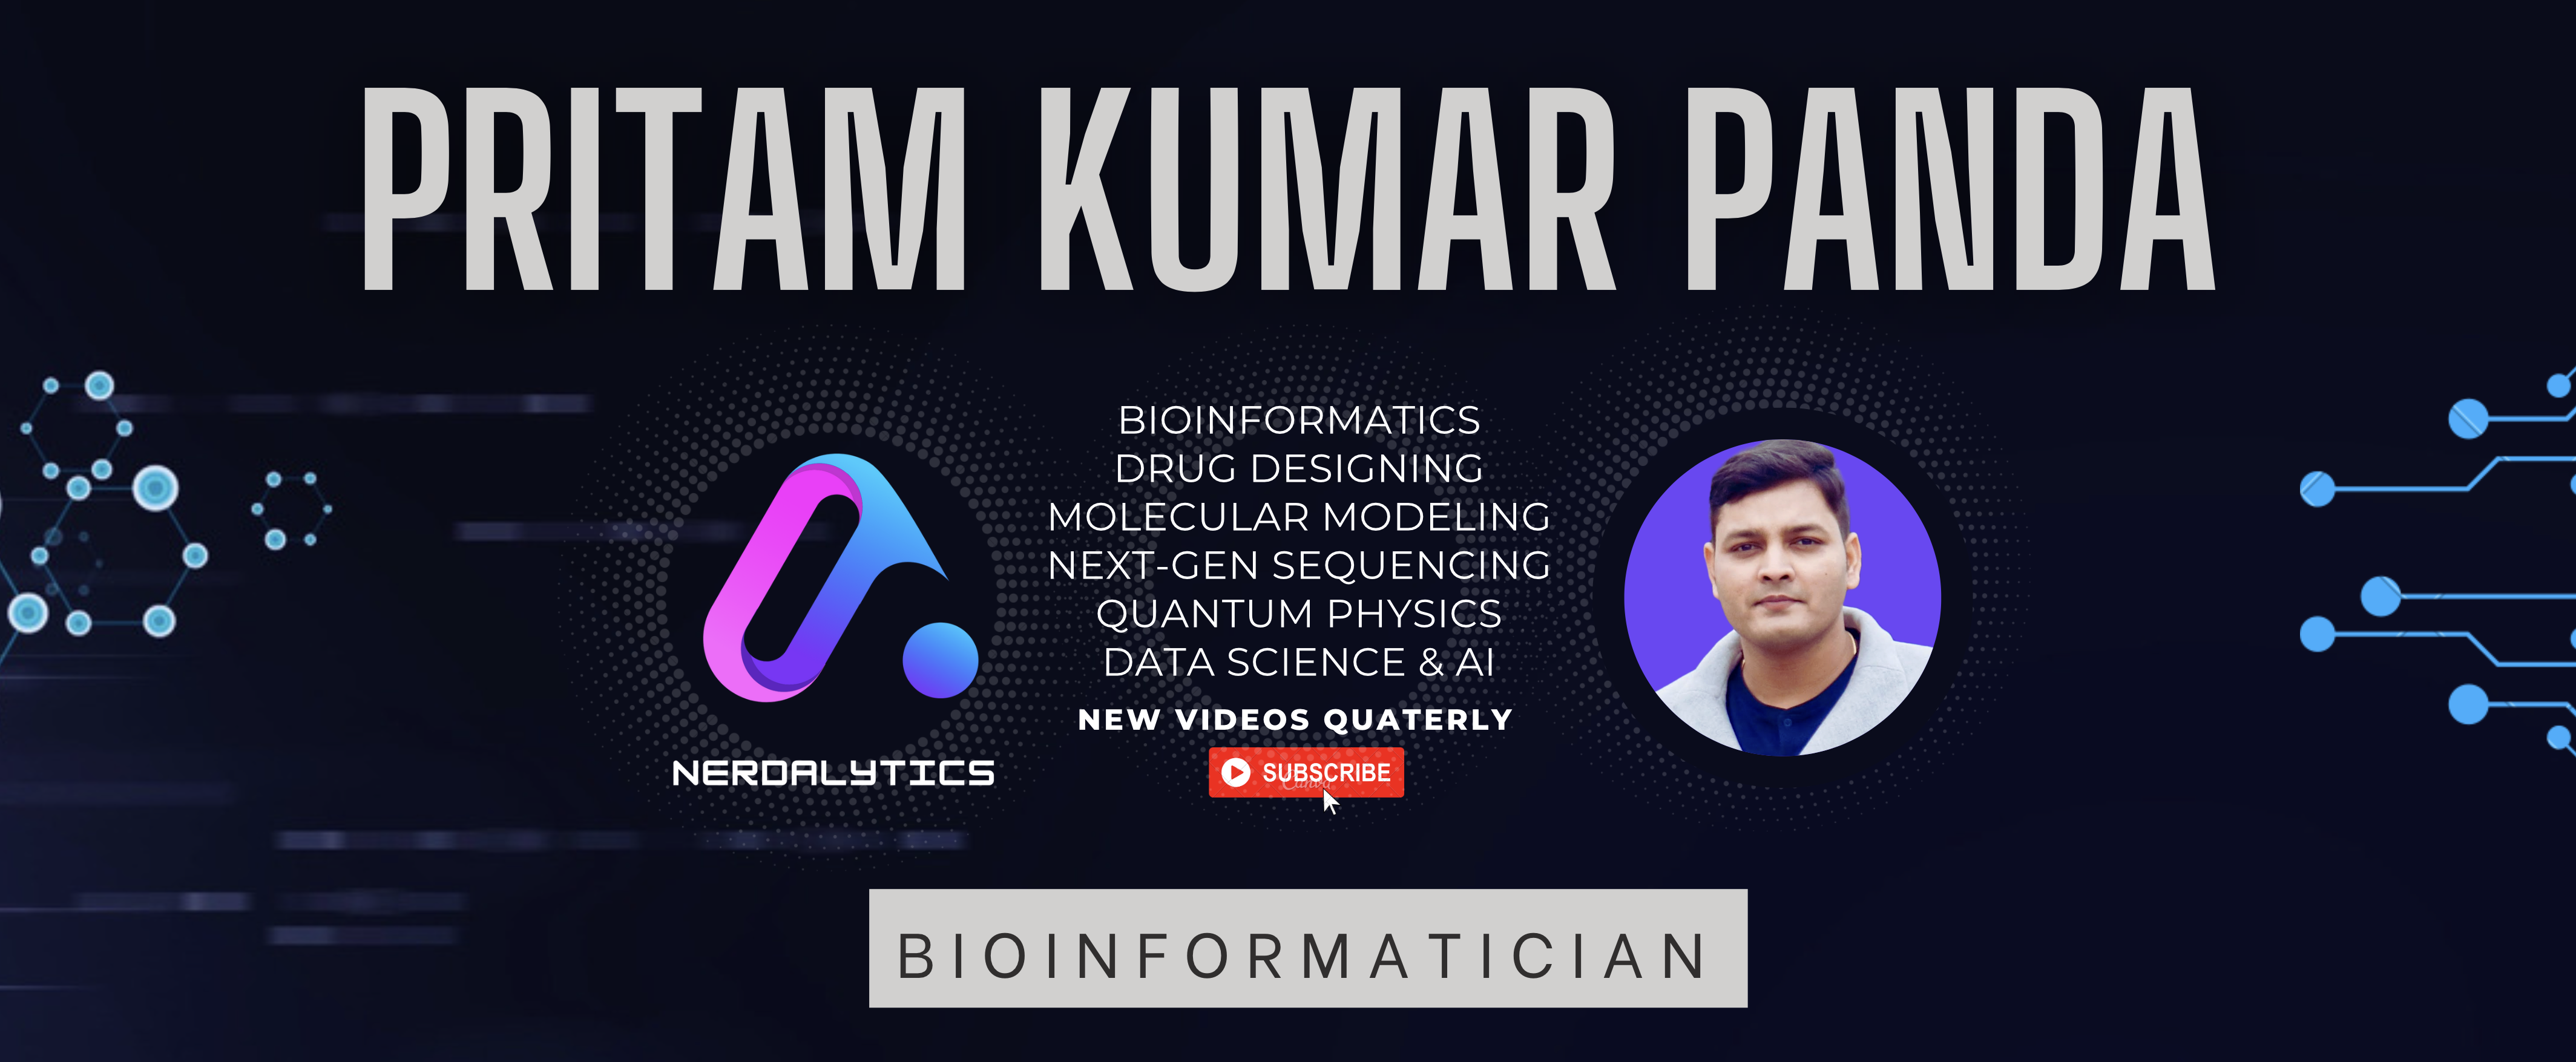 PRITAM KUMAR PANDA
BIOINFORMATICS
DRUG DESIGNING
MOLECULAR MODELING
NEXT-GEN SEQUENCING
QUANTUM PHYSICS
DATA SCIENCE & AI
NEW VIDEOS QUATERLY
NERDALYTICS
SUBSCRIBE
Canva
BIOINFORMATICIAN